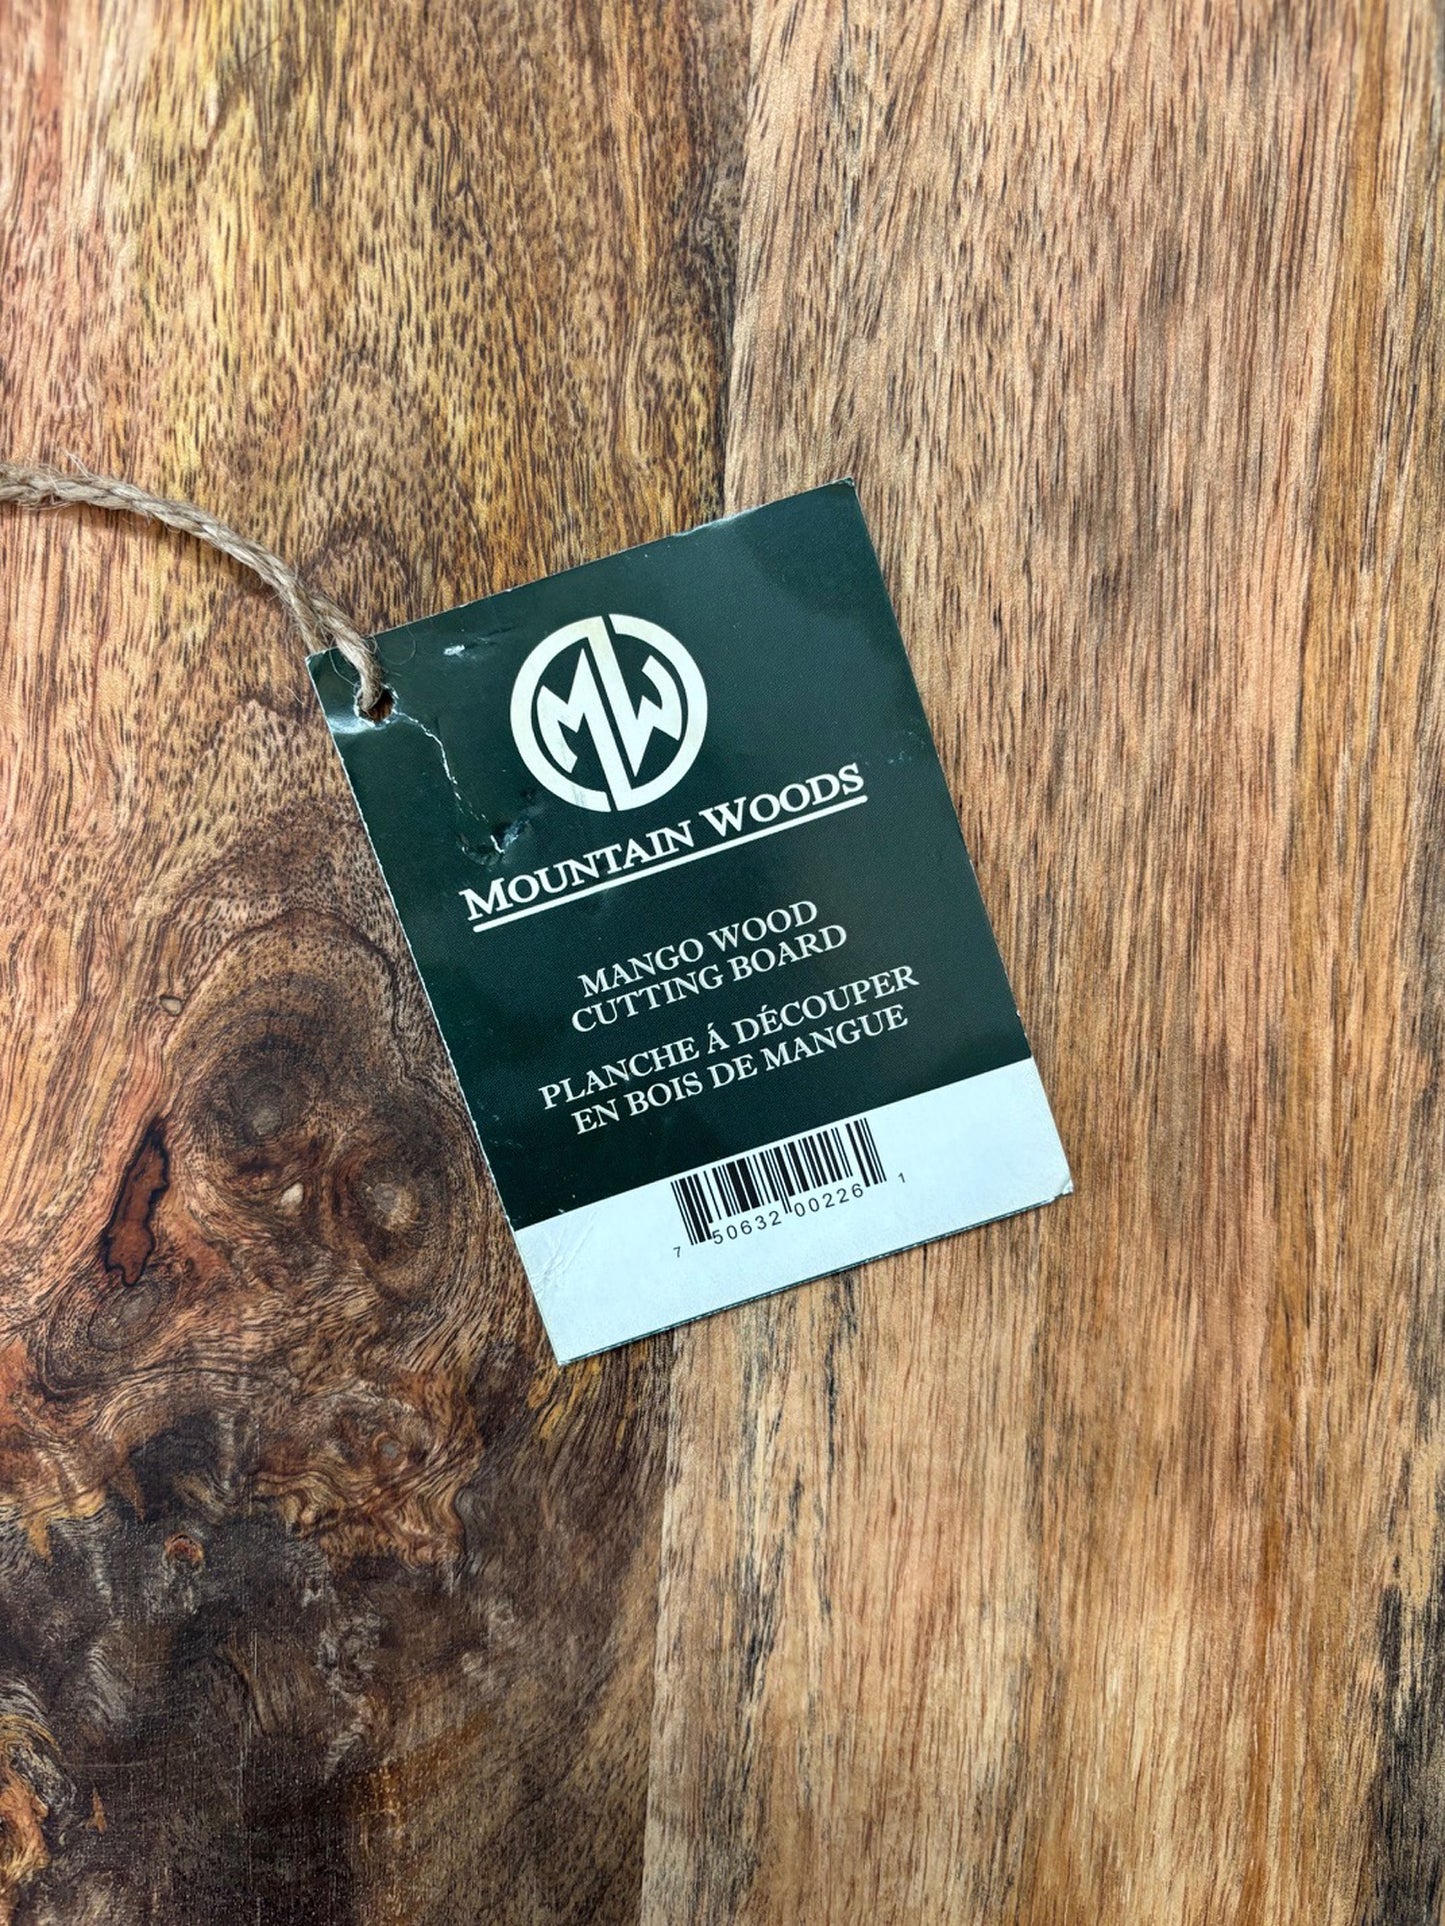 MW
MOUNTAIN WOODS
MANGO WOOD
CUTTING BOARD
PLANCHE Á DÉCOUPER
EN BOIS DE MANGUE
7 50632 00226 1